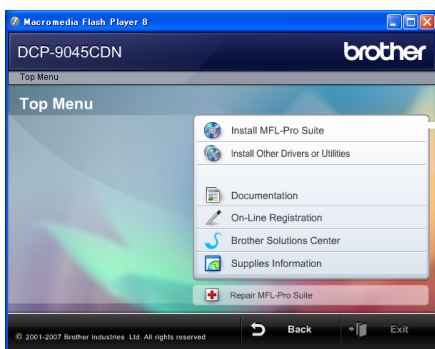 Macromedia Flash Player 8
DCP-9045CDN
brother
Top Menu
Top Menu
Install MFL-Pro Suite
Install Other Drivers or Utilities
Documentation
On-Line Registration
Brother Solutions Center
Supplies Information
Repair MFL-Pro Suite
© 2001-2007 Brother Industries Ltd. All rights reserved
Back
Exit